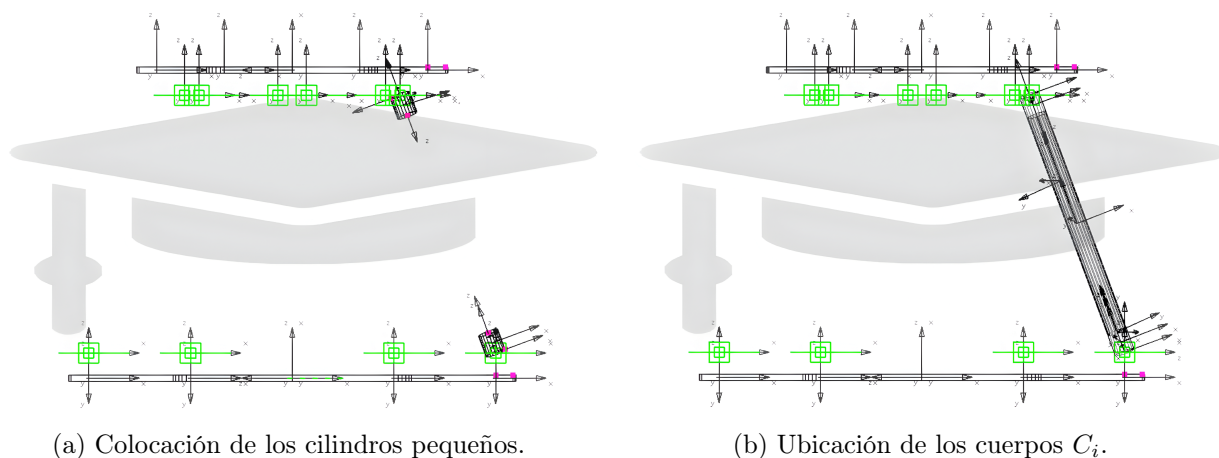 (a) Colocación de los cilindros pequeños.
(b) Ubicación de los cuerpos $C_i$.